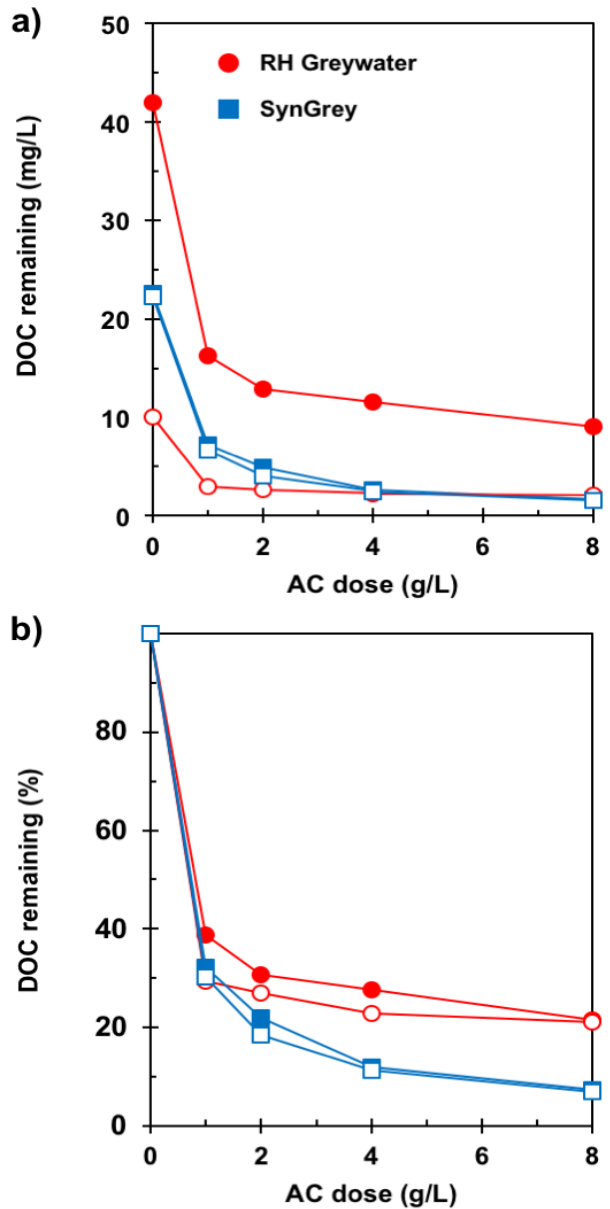 a)
50
40
30
20
10
0
DOC remaining (mg/L)
RH Greywater
SynGrey
0 2 4 6 8
AC dose (g/L)
b)
80
60
40
20
0
DOC remaining (%)
0 2 4 6 8
AC dose (g/L)